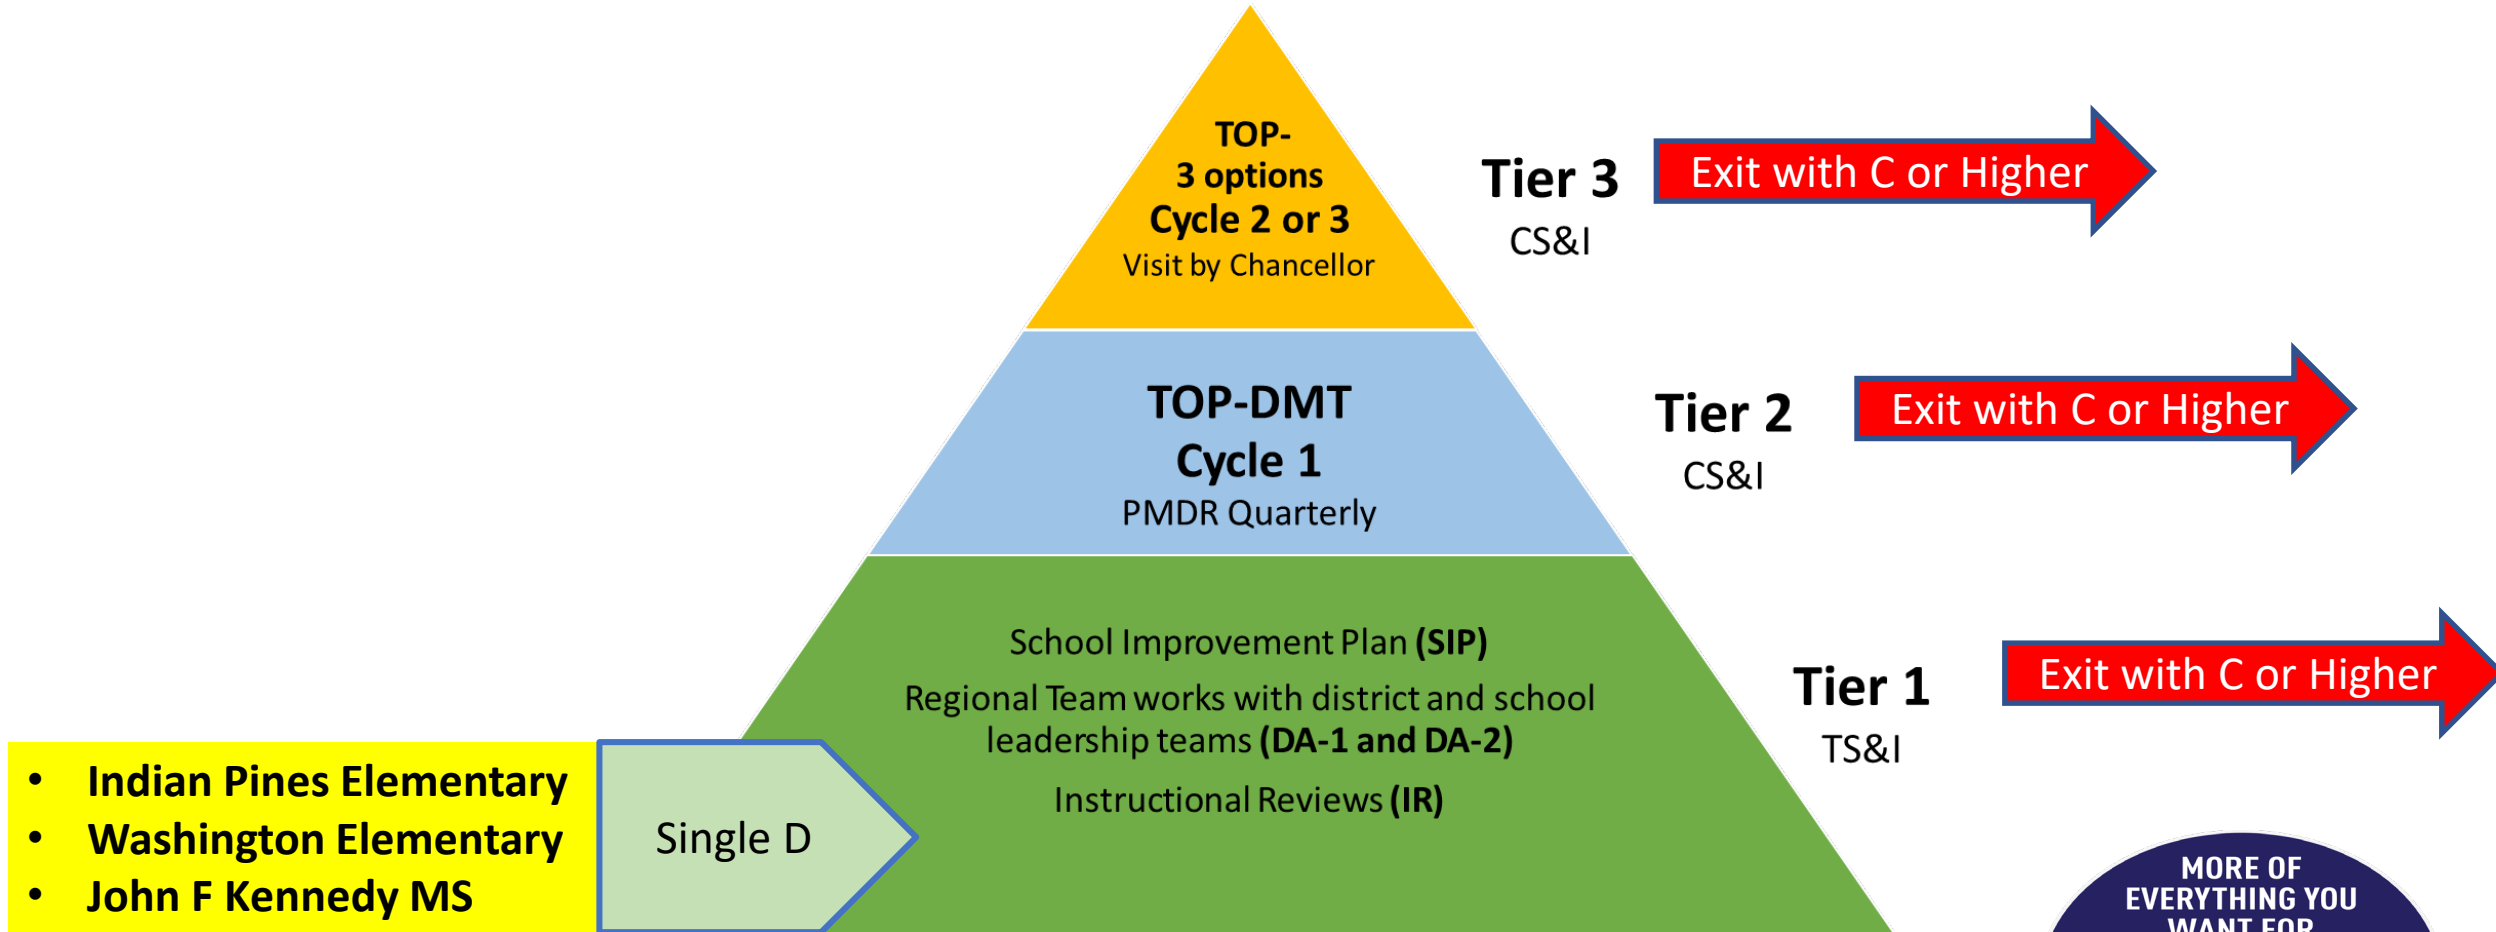 TOP-
3 options
Cycle 2 or 3
Visit by Chancellor
Tier 3
CS&I
Exit with C or Higher
TOP-DMT
Cycle 1
PMDR Quarterly
Tier 2
CS&I
Exit with C or Higher
School Improvement Plan (SIP)
Regional Team works with district and school
leadership teams (DA-1 and DA-2)
Instructional Reviews (IR)
Tier 1
TS&I
Exit with C or Higher
• Indian Pines Elementary
• Washington Elementary
• John F Kennedy MS
Single D
MORE OF
EVERYTHING YOU
WANT FOR